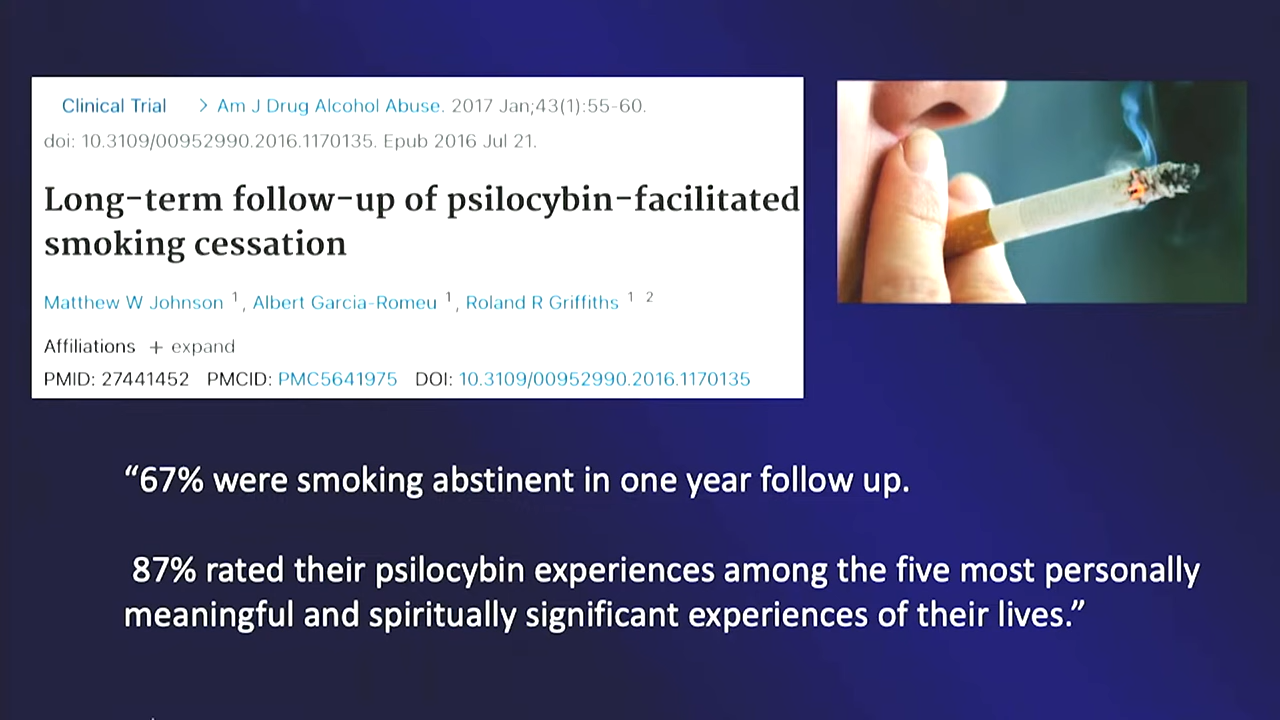 Clinical Trial > Am J Drug Alcohol Abuse. 2017 Jan;43(1):55-60.
doi: 10.3109/00952990.2016.1170135. Epub 2016 Jul 21.
Long-term follow-up of psilocybin-facilitated
smoking cessation
Matthew W Johnson 1, Albert Garcia-Romeu 1, Roland R Griffiths 1 2
Affiliations + expand
PMID: 27441452 PMCID: PMC5641975 DOI: 10.3109/00952990.2016.1170135
“67% were smoking abstinent in one year follow up.
87% rated their psilocybin experiences among the five most personally
meaningful and spiritually significant experiences of their lives.”